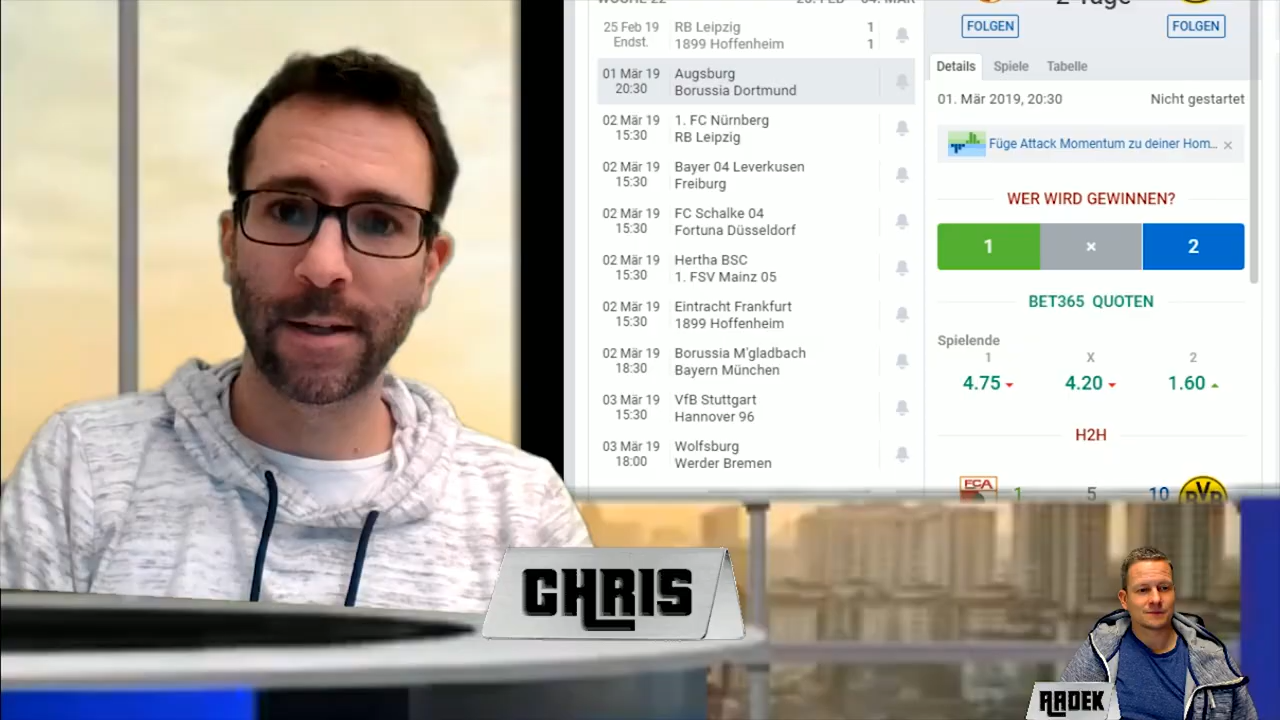 WOCHE 22
2 Tage
25 Feb 19 RB Leipzig 1
Endst. 1899 Hoffenheim 1
01 Mär 19 Augsburg
20:30 Borussia Dortmund
02 Mär 19 1. FC Nürnberg
15:30 RB Leipzig
02 Mär 19 Bayer 04 Leverkusen
15:30 Freiburg
02 Mär 19 FC Schalke 04
15:30 Fortuna Düsseldorf
02 Mär 19 Hertha BSC
15:30 1. FSV Mainz 05
02 Mär 19 Eintracht Frankfurt
15:30 1899 Hoffenheim
02 Mär 19 Borussia M'gladbach
18:30 Bayern München
03 Mär 19 VfB Stuttgart
15:30 Hannover 96
03 Mär 19 Wolfsburg
18:00 Werder Bremen
FOLGEN FOLGEN
Details Spiele Tabelle
01. Mär 2019, 20:30 Nicht gestartet
Füge Attack Momentum zu deiner Hom... ×
WER WIRD GEWINNEN?
1 × 2
BET365 QUOTEN
Spielende
1 X 2
4.75 4.20 1.60
H2H
FCA 1 5 10 BVB
CHRIS
RADEK